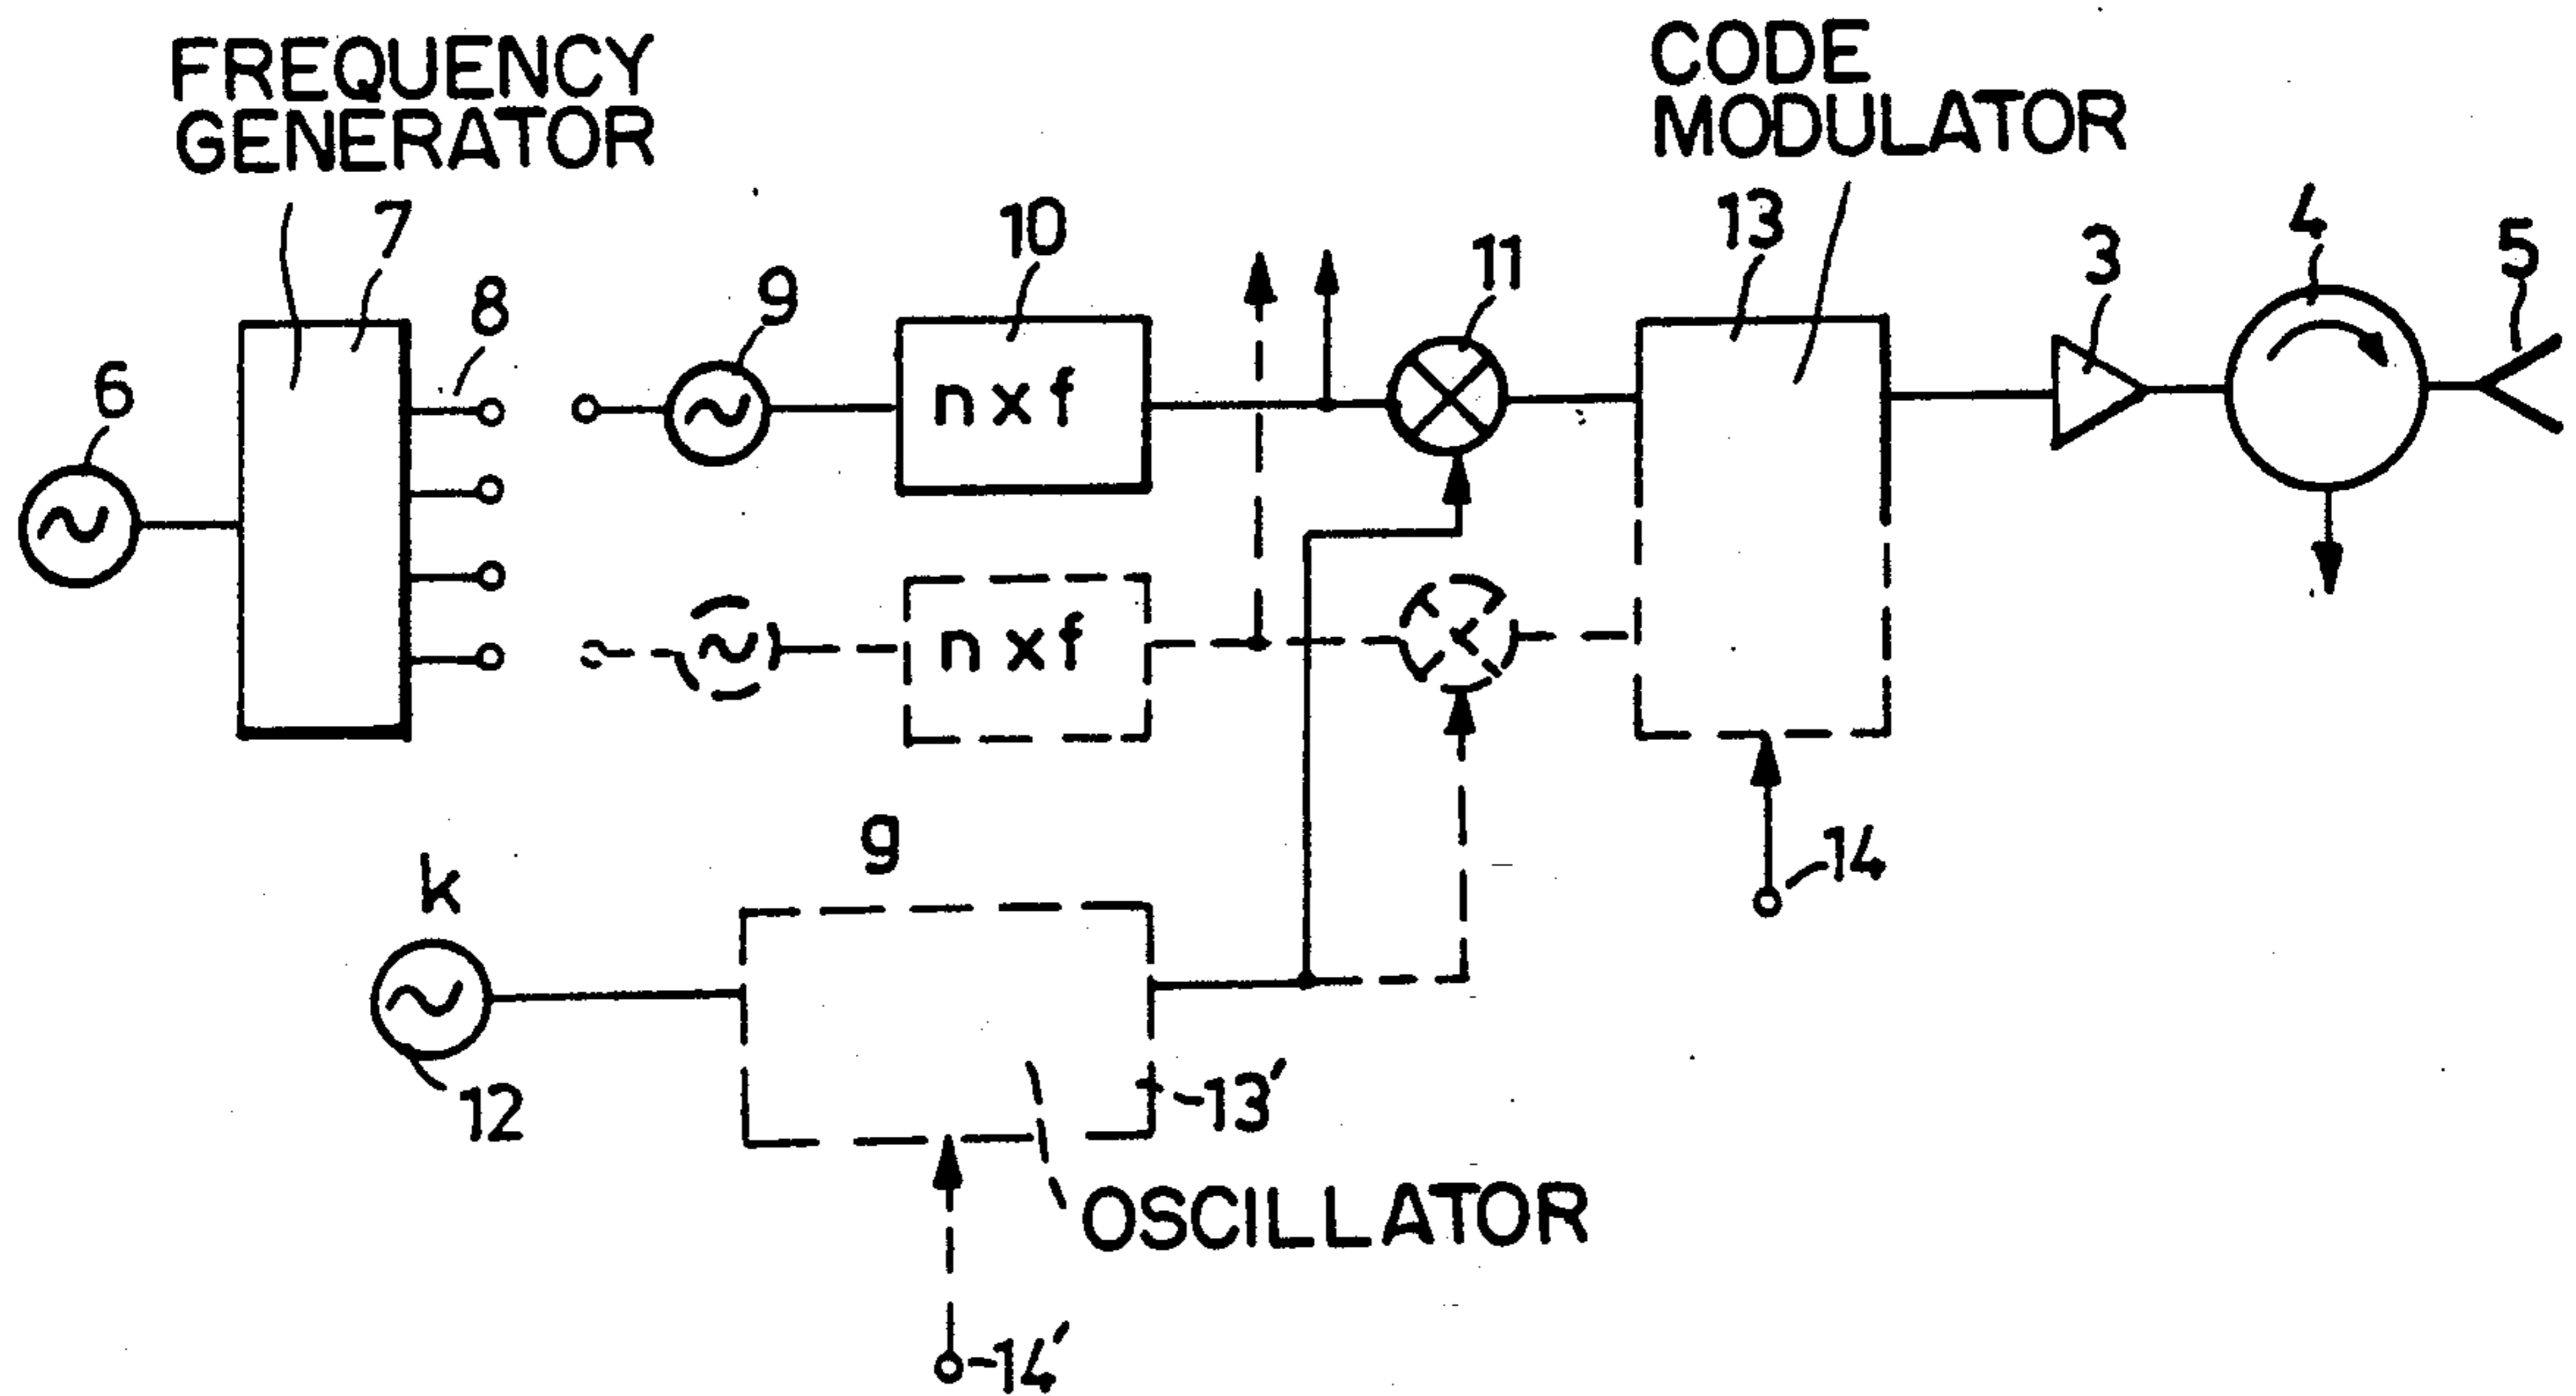 FREQUENCY
GENERATOR
CODE
MODULATOR
7
8
9
10
11
13
3
4
5
6
n x f
n x f
g
k
12
14
13'
OSCILLATOR
14'